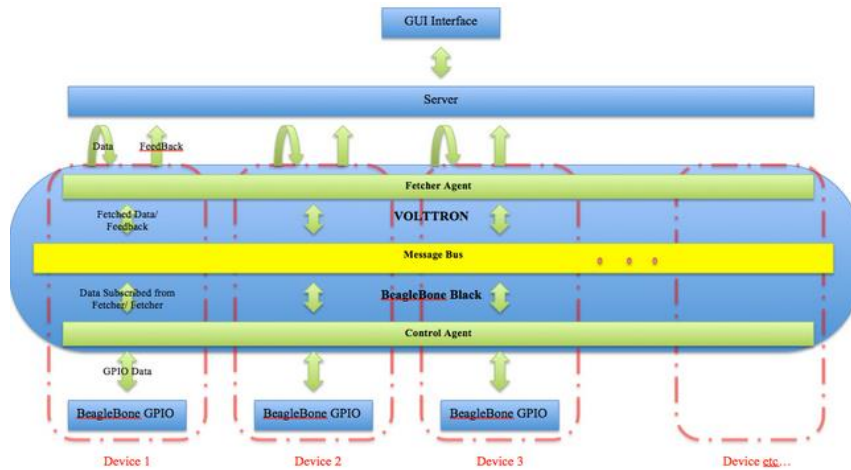 GUI Interface
Server
Data
FeedBack
Fetcher Agent
Fetched Data/
Feedback
VOLTTRON
Message Bus
Data Subscribed from
Fetcher/ Fetcher
BeagleBone Black
Control Agent
GPIO Data
BeagleBone GPIO
BeagleBone GPIO
BeagleBone GPIO
Device 1
Device 2
Device 3
Device etc...